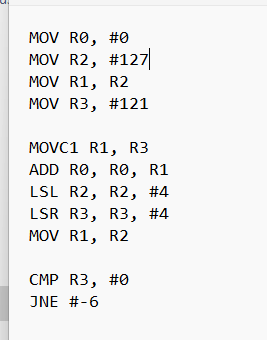 MOV R0, #0
MOV R2, #127
MOV R1, R2
MOV R3, #121
MOVC1 R1, R3
ADD R0, R0, R1
LSL R2, R2, #4
LSR R3, R3, #4
MOV R1, R2
CMP R3, #0
JNE #-6